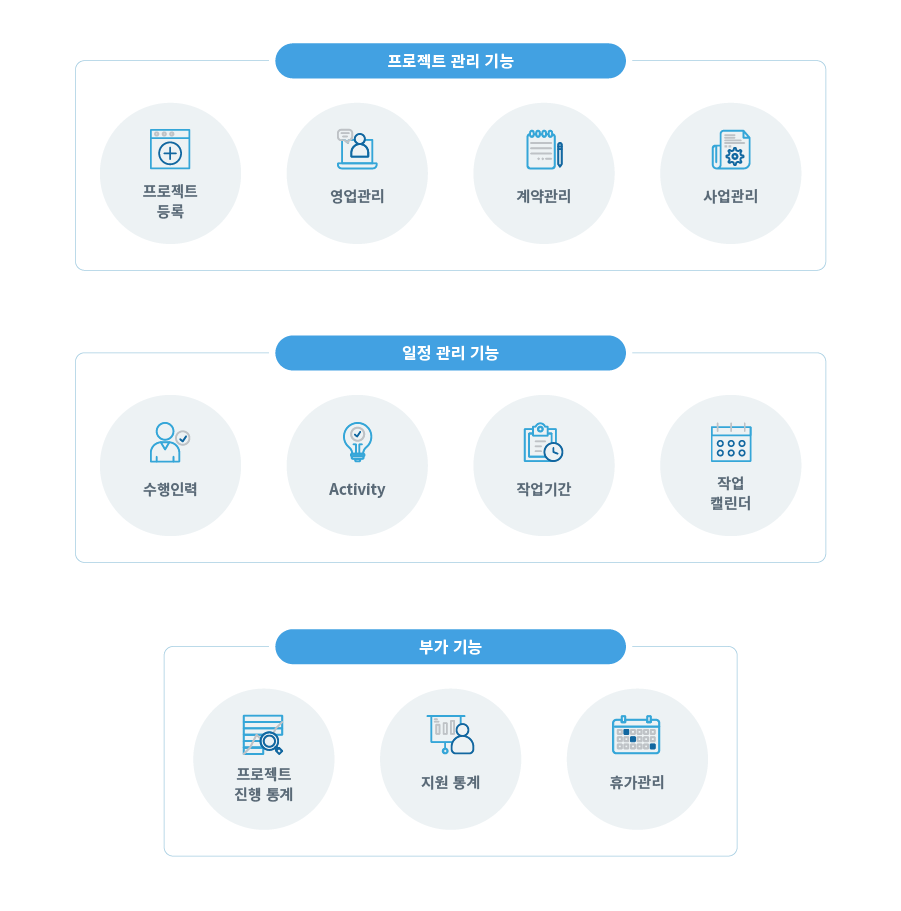 프로젝트 관리 기능
프로젝트
등록
영업관리
계약관리
사업관리
일정 관리 기능
수행인력
Activity
작업기간
작업
캘린더
부가 기능
프로젝트
진행 통계
지원 통계
휴가관리